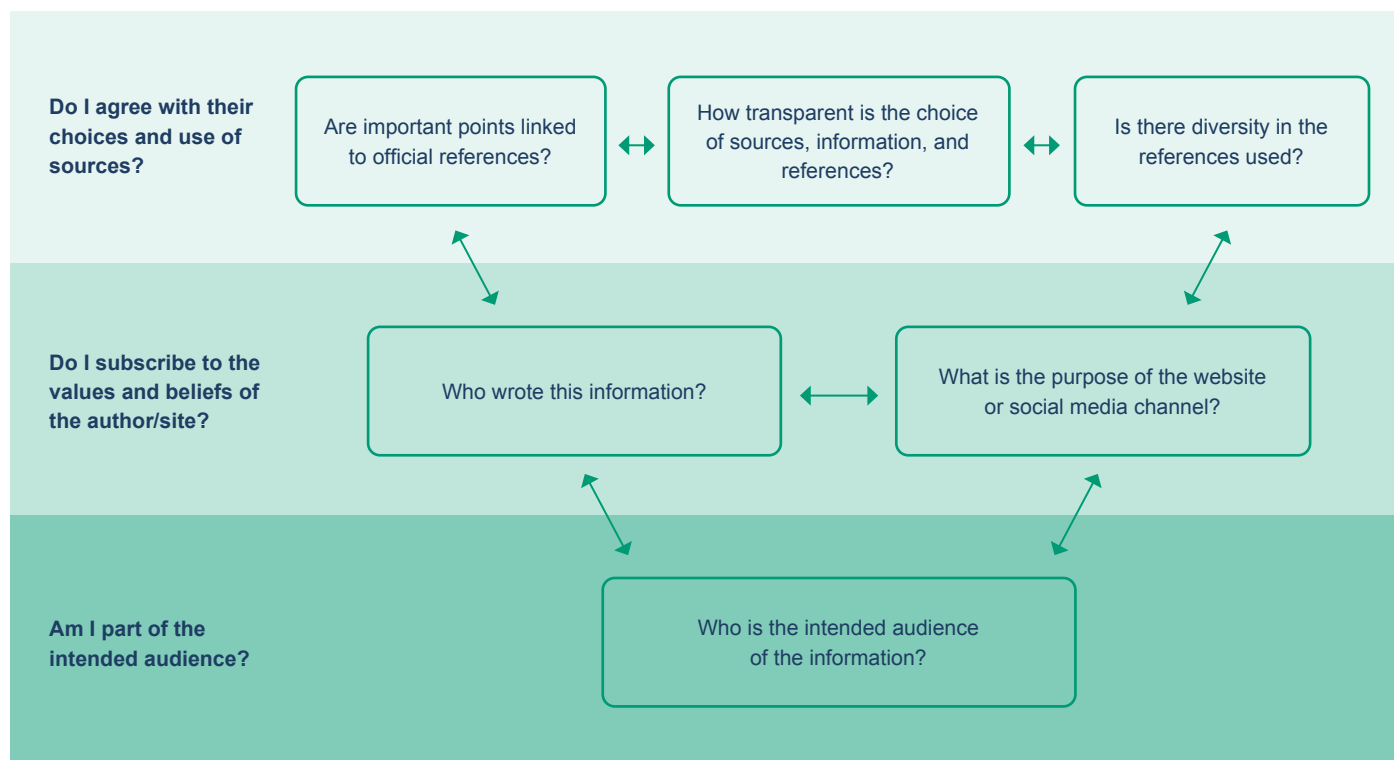 Do I agree with their
choices and use of
sources?
Are important points linked
to official references?
How transparent is the choice
of sources, information, and
references?
Is there diversity in the
references used?
Do I subscribe to the
values and beliefs of
the author/site?
Who wrote this information?
What is the purpose of the website
or social media channel?
Am I part of the
intended audience?
Who is the intended audience
of the information?